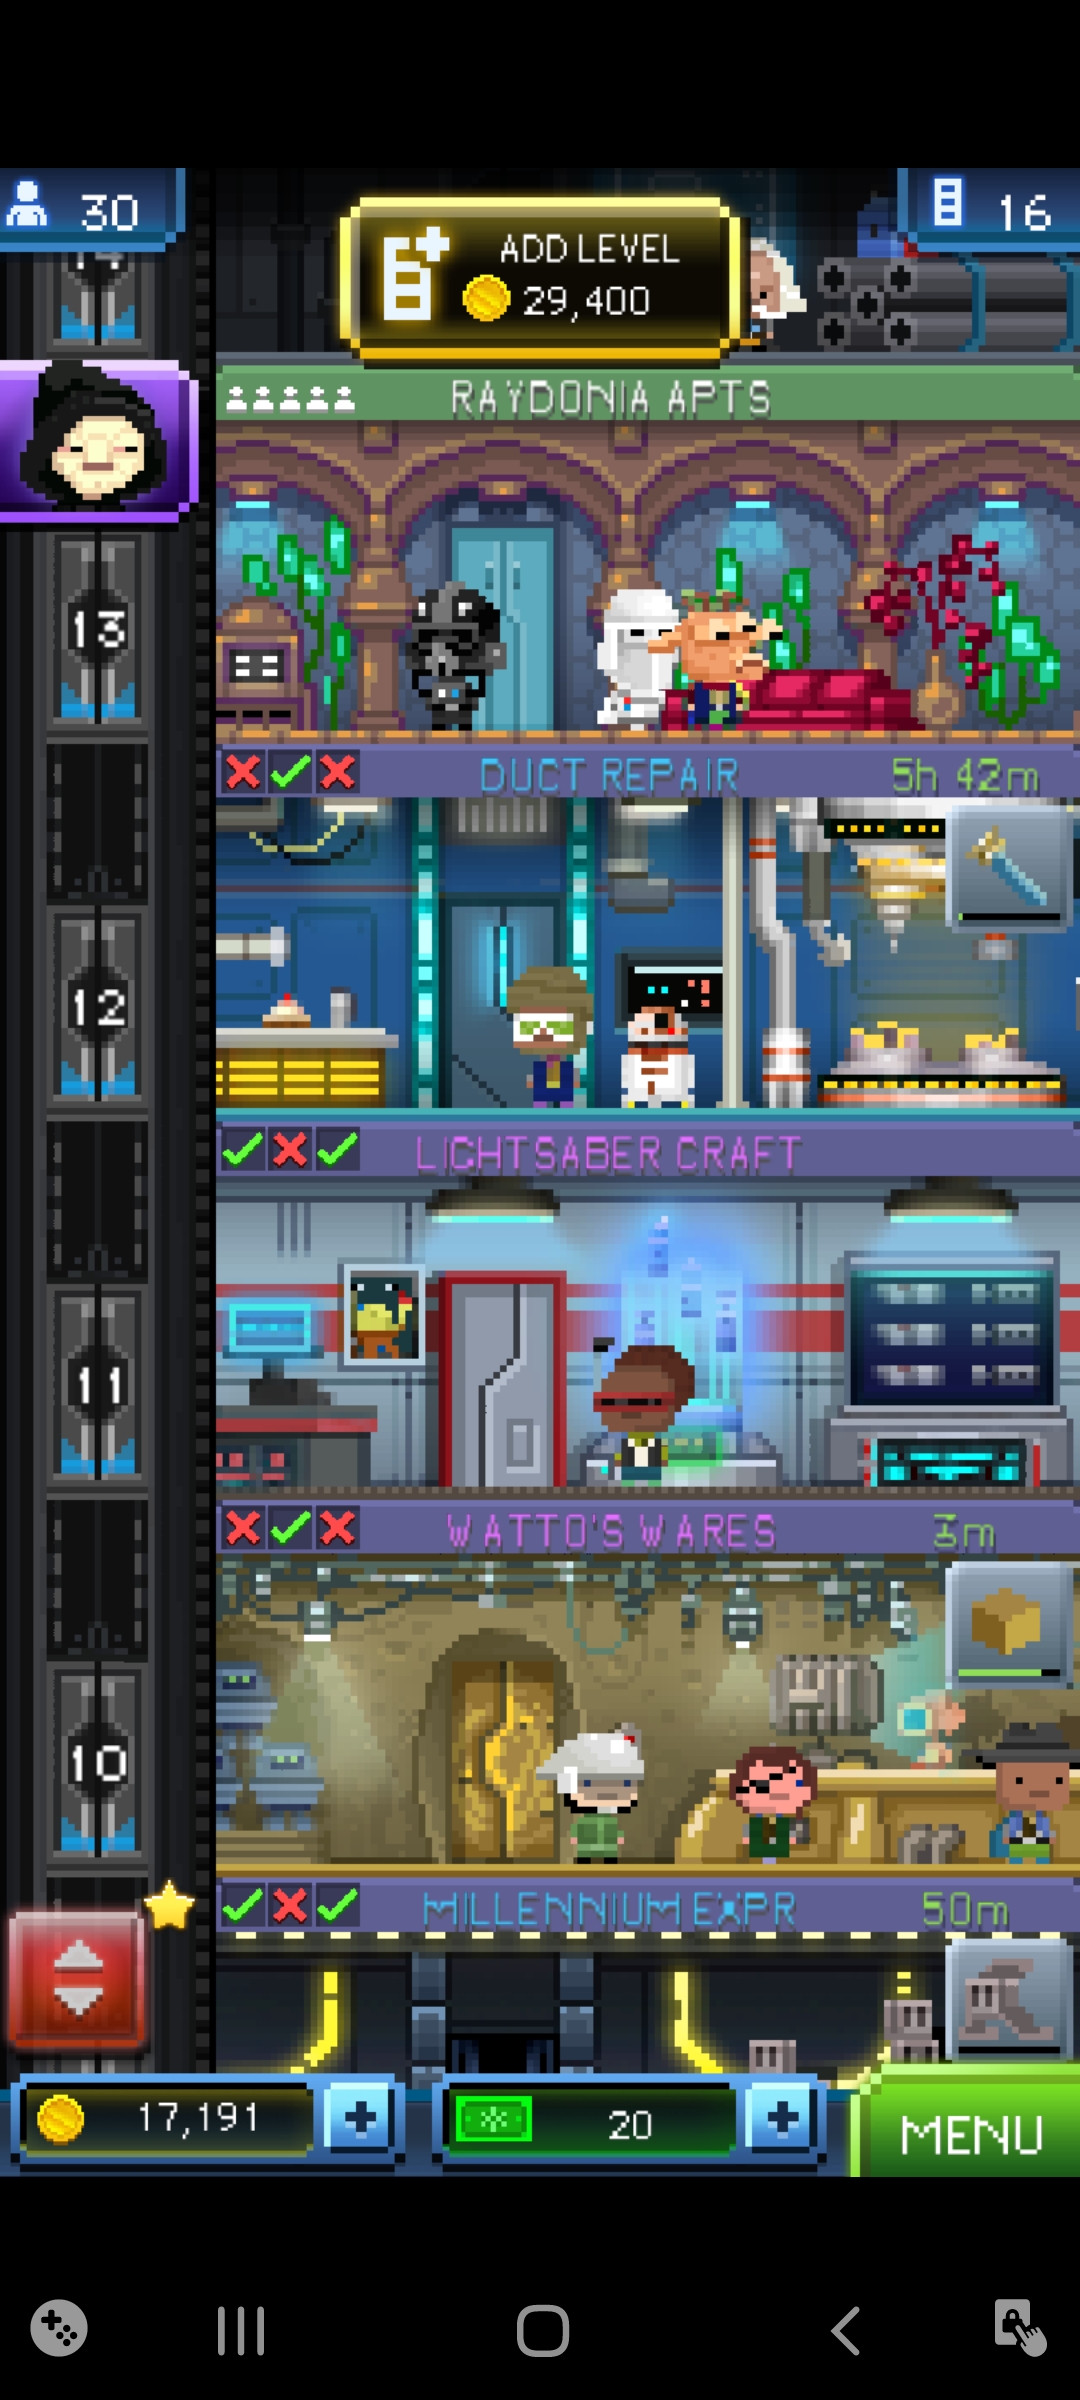 30
ADD LEVEL
29,400
16
RAYDONIA APTS
13
DUCT REPAIR 5h 42m
12
LIGHTSABER CRAFT
11
WATTO'S WARES 3m
10
MILLENNIUM EXPR 50m
17,191
20
MENU